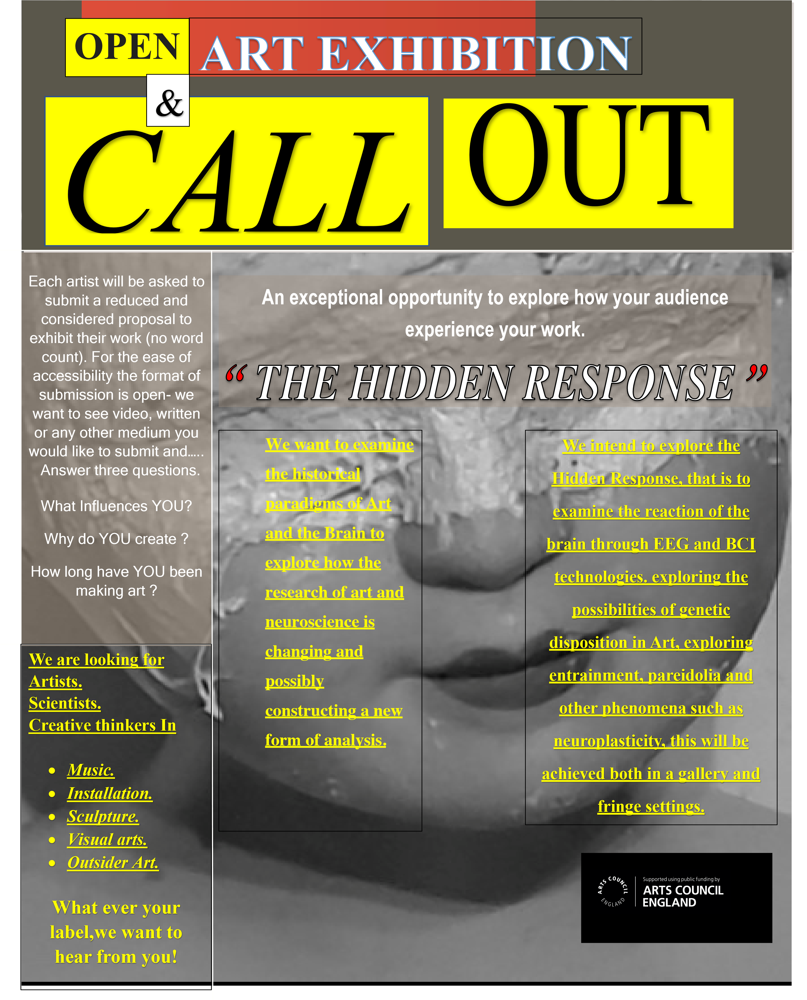 OPEN ART EXHIBITION
&
CALL OUT
Each artist will be asked to
submit a reduced and
considered proposal to
exhibit their work (no word
count). For the ease of
accessibility the format of
submission is open- we
want to see video, written
or any other medium you
would like to submit and.....
Answer three questions.
What Influences YOU?
Why do YOU create ?
How long have YOU been
making art ?
We are looking for
Artists.
Scientists.
Creative thinkers In
• Music.
• Installation.
• Sculpture.
• Visual arts.
• Outsider Art.
What ever your
label,we want to
hear from you!
An exceptional opportunity to explore how your audience
experience your work.
“ THE HIDDEN RESPONSE ”
We want to examine
the historical
paradigms of Art
and the Brain to
explore how the
research of art and
neuroscience is
changing and
possibly
constructing a new
form of analysis.
We intend to explore the
Hidden Response, that is to
examine the reaction of the
brain through EEG and BCI
technologies. exploring the
possibilities of genetic
disposition in Art, exploring
entrainment, pareidolia and
other phenomena such as
neuroplasticity, this will be
achieved both in a gallery and
fringe settings.
ARTS COUNCIL
ENGLAND
Supported using public funding by
ARTS COUNCIL
ENGLAND